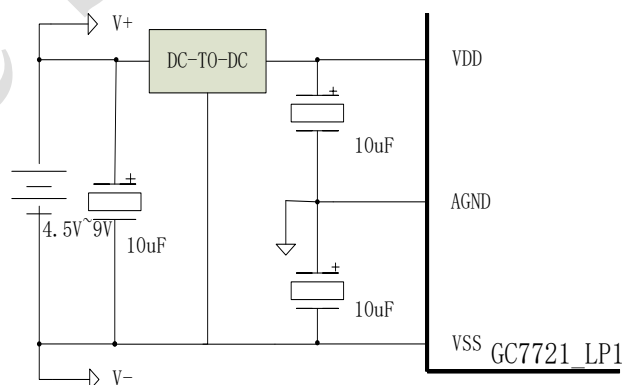 V+
DC-TO-DC
VDD
+
10uF
+
4.5V~9V
10uF
AGND
+
10uF
VSS
GC7721_LP1
V-